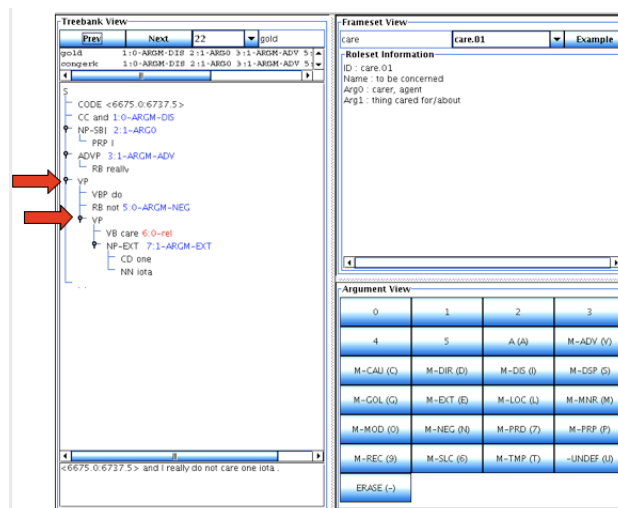 Treebank View
Prev Next 22 gold
gold 1:0-ARGM-DIS 2:1-ARG0 3:1-ARGM-ADV 5:
congerk 1:0-ARGM-DIS 2:1-ARG0 3:1-ARGM-ADV 5:
S
CODE <6675.0:6737.5>
CC and 1:0-ARGM-DIS
NP-SBJ 2:1-ARG0
PRP I
ADVP 3:1-ARGM-ADV
RB really
VP
VBP do
RB not 5:0-ARGM-NEG
VP
VB care 6:0-rel
NP-EXT 7:1-ARGM-EXT
CD one
NN iota
. .
<6675.0:6737.5> and I really do not care one iota .
Frameset View
care care.01 Example
Roleset Information
ID : care.01
Name : to be concerned
Arg0 : carer, agent
Arg1 : thing cared for/about
Argument View
0 1 2 3
4 5 A (A) M-ADV (V)
M-CAU (C) M-DIR (D) M-DIS (I) M-DSP (S)
M-GOL (G) M-EXT (E) M-LOC (L) M-MNR (M)
M-MOD (O) M-NEG (N) M-PRD (7) M-PRP (P)
M-REC (9) M-SLC (6) M-TMP (T) -UNDEF (U)
ERASE (-)